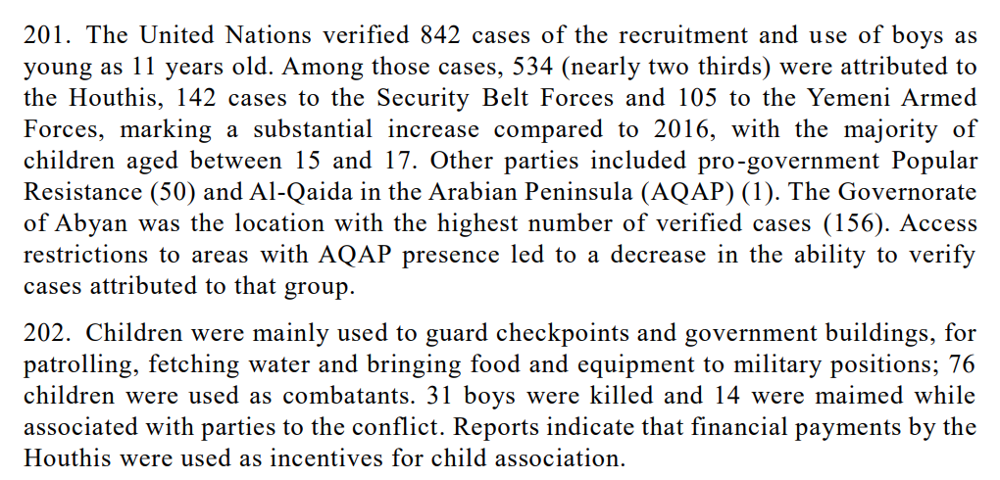 201. The United Nations verified 842 cases of the recruitment and use of boys as
young as 11 years old. Among those cases, 534 (nearly two thirds) were attributed to
the Houthis, 142 cases to the Security Belt Forces and 105 to the Yemeni Armed
Forces, marking a substantial increase compared to 2016, with the majority of
children aged between 15 and 17. Other parties included pro-government Popular
Resistance (50) and Al-Qaida in the Arabian Peninsula (AQAP) (1). The Governorate
of Abyan was the location with the highest number of verified cases (156). Access
restrictions to areas with AQAP presence led to a decrease in the ability to verify
cases attributed to that group.
202. Children were mainly used to guard checkpoints and government buildings, for
patrolling, fetching water and bringing food and equipment to military positions; 76
children were used as combatants. 31 boys were killed and 14 were maimed while
associated with parties to the conflict. Reports indicate that financial payments by the
Houthis were used as incentives for child association.